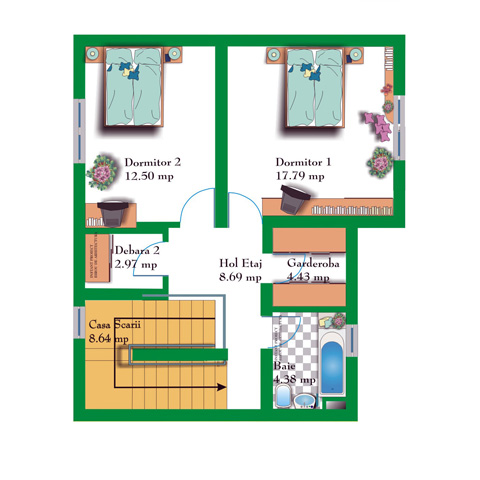 Dormitor 2
12.50 mp
Dormitor 1
17.79 mp
Debara 2
2.97 mp
Hol Etaj
8.69 mp
Garderoba
4.43 mp
Casa Scarii
8.64 mp
Baie
4.38 mp